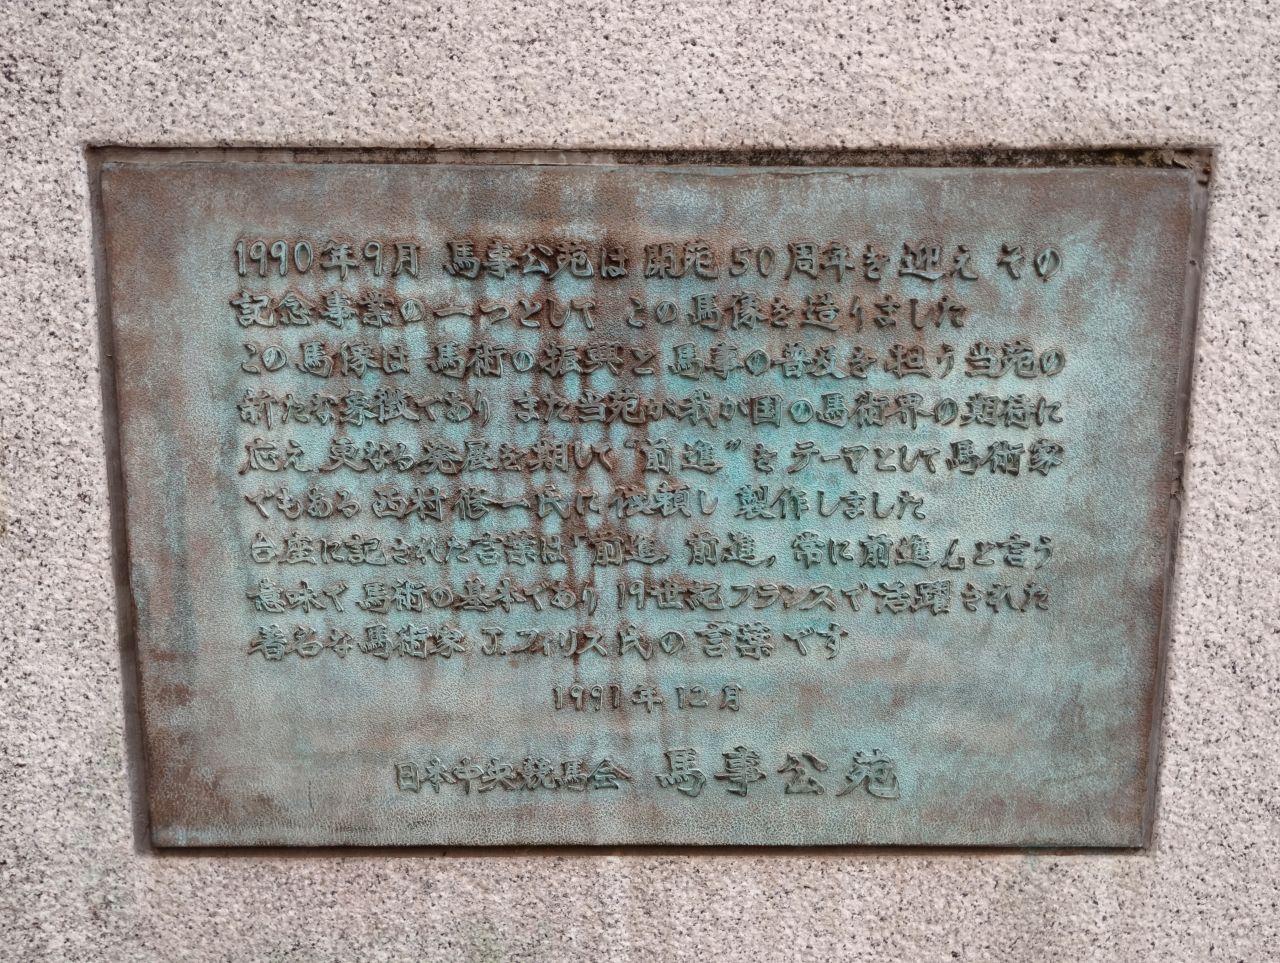 1990年9月 馬事公苑は 開苑50周年を迎え その
記念事業の一つとして この馬像を造りました
この馬像は 馬術の振興と 馬事の普及を担う当苑の
新たな象徴であり また当苑が我が国の馬術界の期待に
応え 更なる発展を期して “前進”をテーマとして 馬術家
でもある 西村修一氏に依頼し 製作しました
台座に記された言葉は「前進, 前進, 常に前進」と言う
意味で 馬術の基本であり 19世紀フランスで 活躍された
著名な馬術家 T.フィリス氏の言葉です
1991年12月
日本中央競馬会 馬事公苑